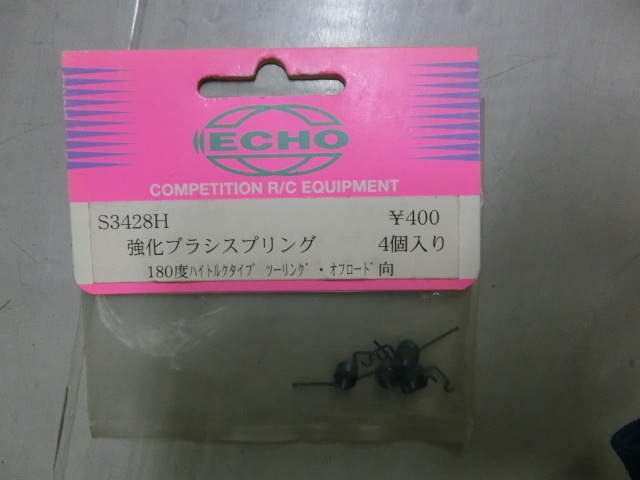 ECHO
COMPETITION R/C EQUIPMENT
S3428H ¥400
強化ブラシスプリング 4個入り
180度ﾊｲﾄﾙｸﾀｲﾌﾟ ﾂｰﾘﾝｸﾞ・ｵﾌﾛｰﾄﾞ向